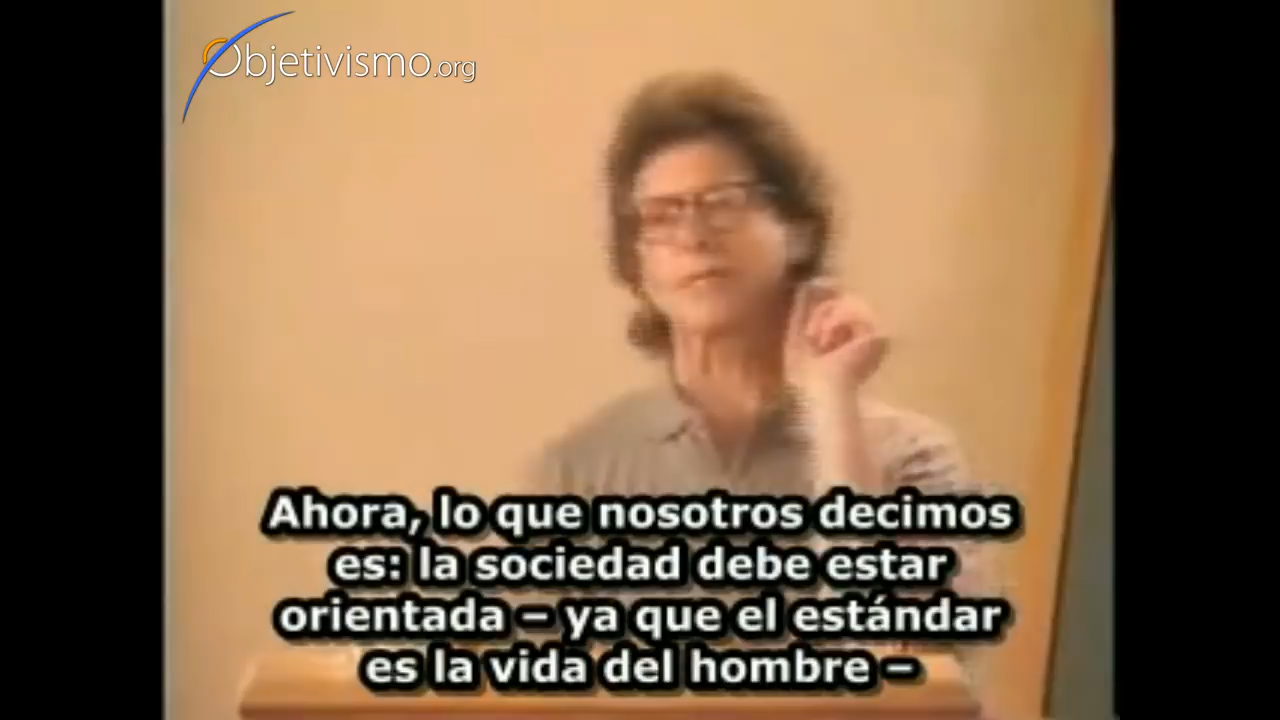 Objetivismo.org
Ahora, lo que nosotros decimos
es: la sociedad debe estar
orientada – ya que el estándar
es la vida del hombre –